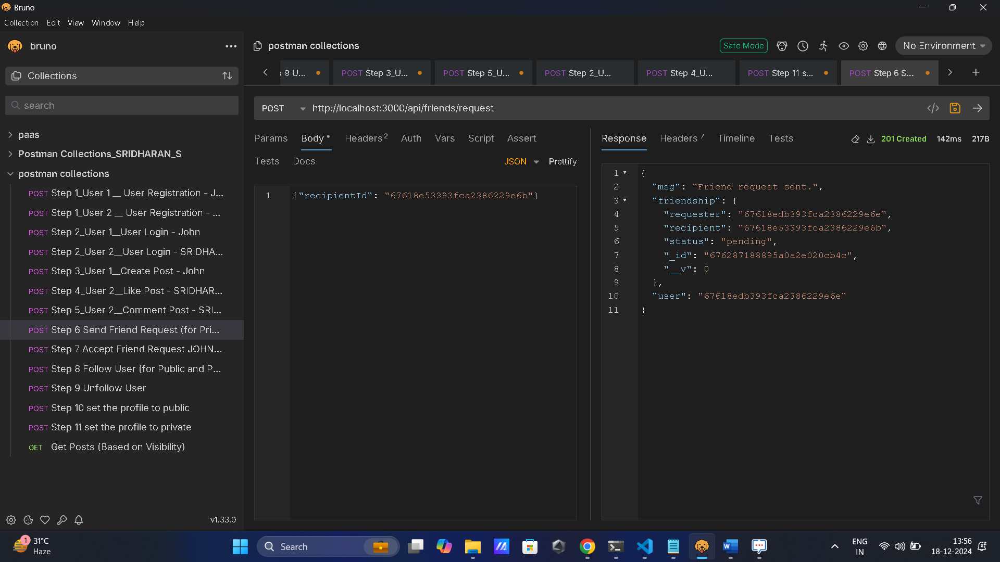 Bruno
Collection Edit View Window Help
bruno
postman collections
Safe Mode
No Environment
Collections
9 U...
POST Step 3_U...
POST Step 5_U...
POST Step 2_U...
POST Step 4_U...
POST Step 11 s...
POST Step 6 S...
search
POST http://localhost:3000/api/friends/request
paas
Postman Collections_SRIDHARAN_S
postman collections
POST Step 1_User 1 __ User Registration - J...
POST Step 1_User 2 __ User Registration - ...
POST Step 2_User 1__User Login - John
POST Step 2_User 2__User Login - SRIDHA...
POST Step 3_User 1__Create Post - John
POST Step 4_User 2__Like Post - SRIDHAR...
POST Step 5_User 2__Comment Post - SRI...
POST Step 6 Send Friend Request (for Pri...
POST Step 7 Accept Friend Request JOHN...
POST Step 8 Follow User (for Public and P...
POST Step 9 Unfollow User
POST Step 10 set the profile to public
POST Step 11 set the profile to private
GET Get Posts (Based on Visibility)
v1.33.0
Params Body Headers 2 Auth Vars Script Assert
Tests Docs JSON Prettify
1 {"recipientId": "67618e53393fca2386229e6b"}
Response Headers 7 Timeline Tests 201 Created 142ms 217B
1 {
2 "msg": "Friend request sent.",
3 "friendship": {
4 "requester": "67618edb393fca2386229e6e",
5 "recipient": "67618e53393fca2386229e6b",
6 "status": "pending",
7 "_id": "676287188895a0a2e020cb4c",
8 "__v": 0
9 },
10 "user": "67618edb393fca2386229e6e"
11 }
1
31°C
Haze
Search
ENG
IN
13:56
18-12-2024